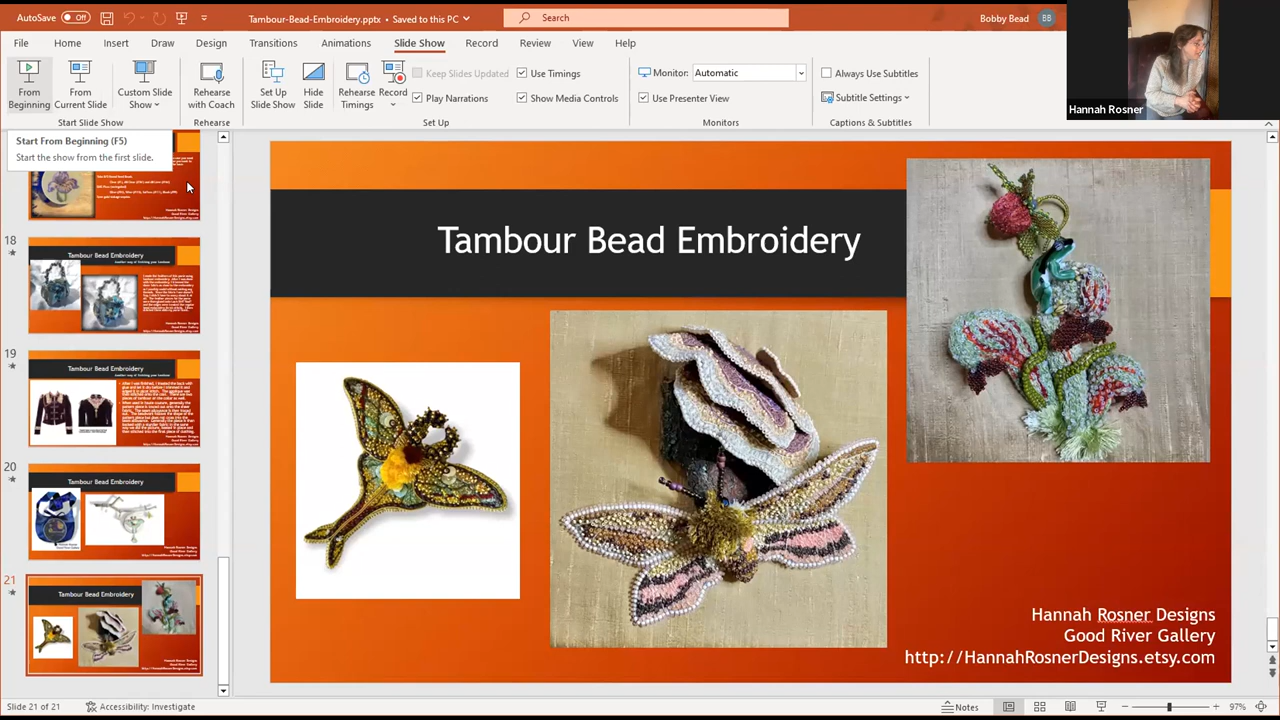 AutoSave Off
Tambour-Bead-Embroidery.pptx • Saved to this PC
Search
Bobby Bead BB
File Home Insert Draw Design Transitions Animations Slide Show Record Review View Help
From Beginning
From Current Slide
Custom Slide Show
Start Slide Show
Rehearse with Coach
Rehearse
Set Up Slide Show
Hide Slide
Rehearse Timings
Record
Keep Slides Updated
Play Narrations
Use Timings
Show Media Controls
Set Up
Monitor: Automatic
Use Presenter View
Monitors
Always Use Subtitles
Subtitle Settings
Captions & Subtitles
Hannah Rosner
Start From Beginning (F5)
Start the show from the first slide.
18
Tambour Bead Embroidery
19
Tambour Bead Embroidery
20
Tambour Bead Embroidery
21
Tambour Bead Embroidery
Tambour Bead Embroidery
Hannah Rosner Designs
Good River Gallery
http://HannahRosnerDesigns.etsy.com
Slide 21 of 21
Accessibility: Investigate
Notes
97%